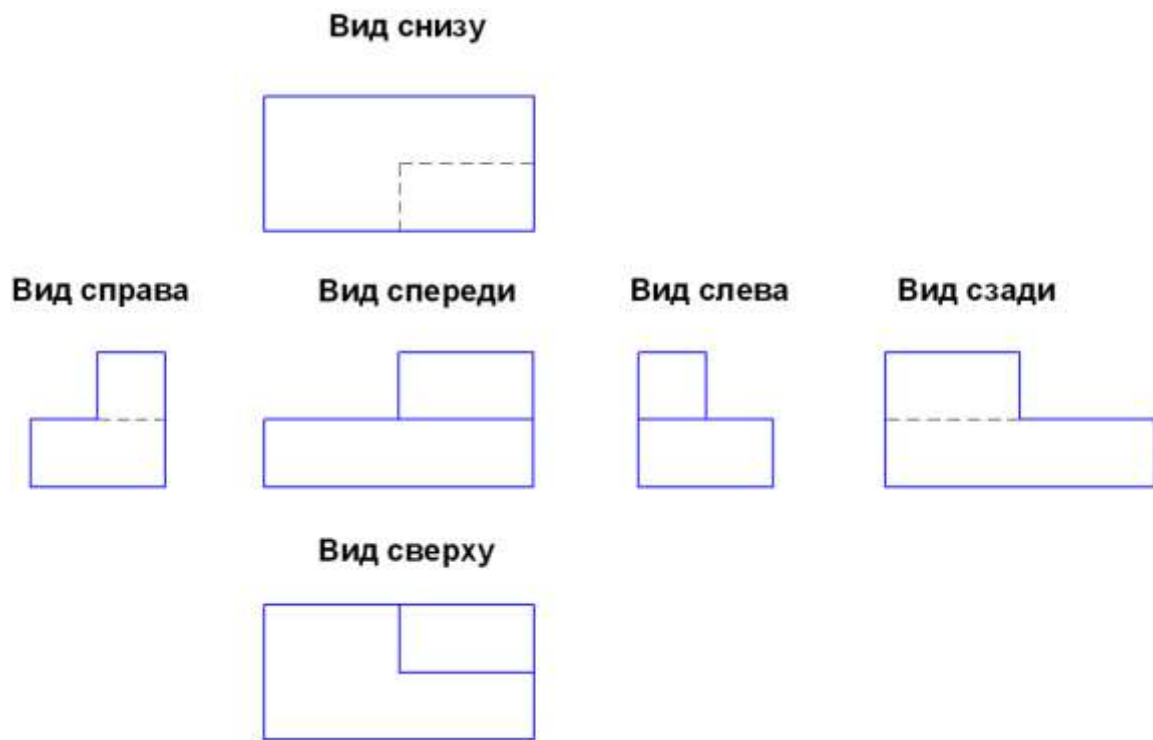 Вид снизу
Вид справа
Вид спереди
Вид слева
Вид сзади
Вид сверху